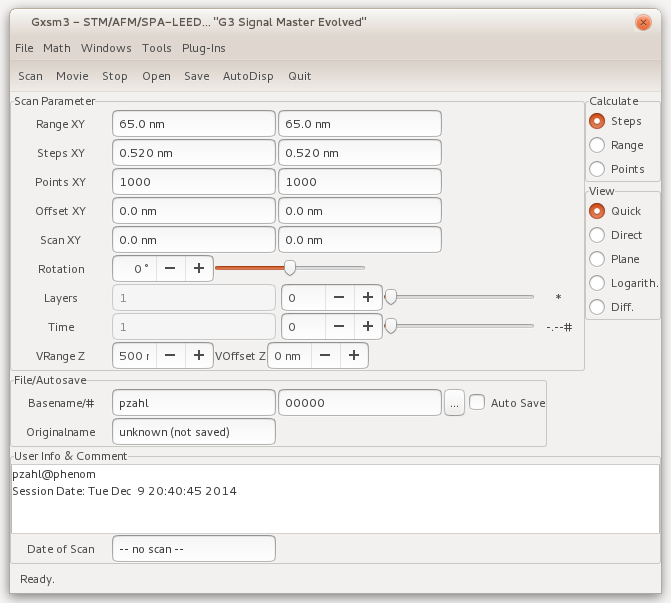 Gxsm3 - STM/AFM/SPA-LEED... "G3 Signal Master Evolved"
File Math Windows Tools Plug-Ins
Scan Movie Stop Open Save AutoDisp Quit
Scan Parameter
Range XY 65.0 nm 65.0 nm
Steps XY 0.520 nm 0.520 nm
Points XY 1000 1000
Offset XY 0.0 nm 0.0 nm
Scan XY 0.0 nm 0.0 nm
Rotation 0 °
Layers 1 0 *
Time 1 0 -.--#
VRange Z 500 VOffset Z 0 nm
Calculate
Steps
Range
Points
View
Quick
Direct
Plane
Logarith.
Diff.
File/Autosave
Basename/# pzahl 00000 ... Auto Save
Originalname unknown (not saved)
User Info & Comment
pzahl@phenom
Session Date: Tue Dec  9 20:40:45 2014
Date of Scan -- no scan --
Ready.